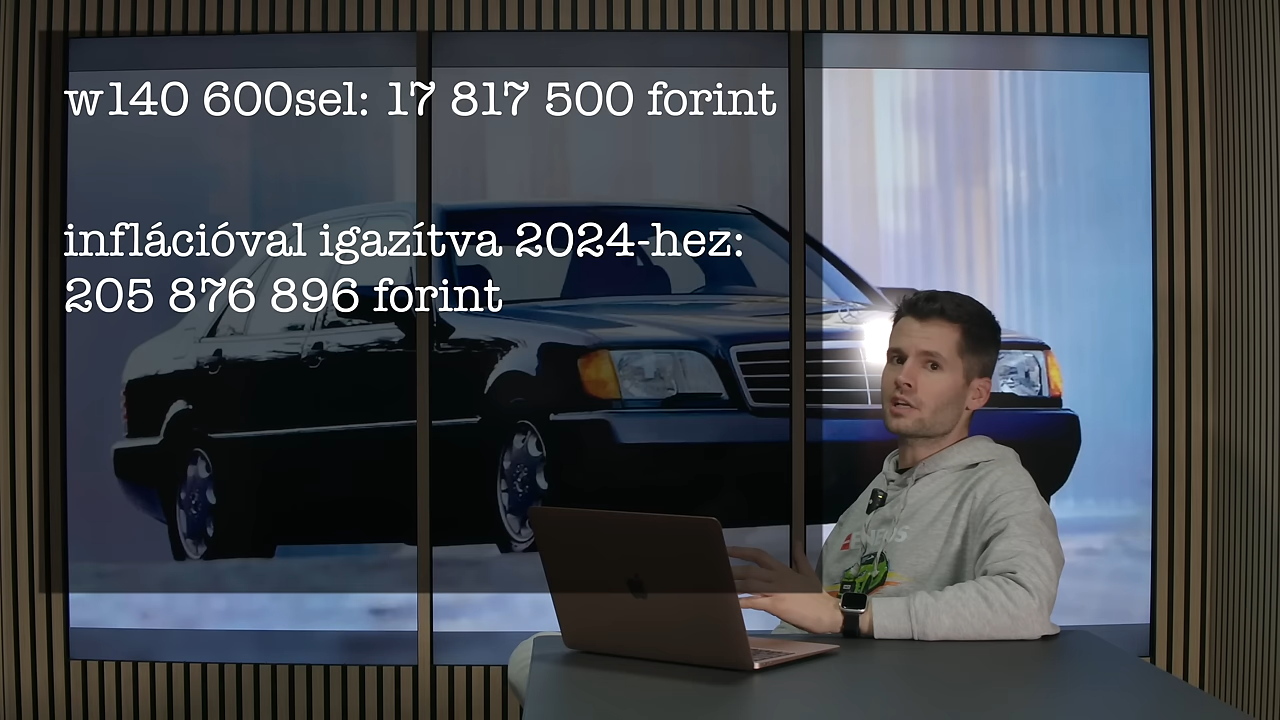 w140 600sel: 17 817 500 forint
inflációval igazítva 2024-hez:
205 876 896 forint